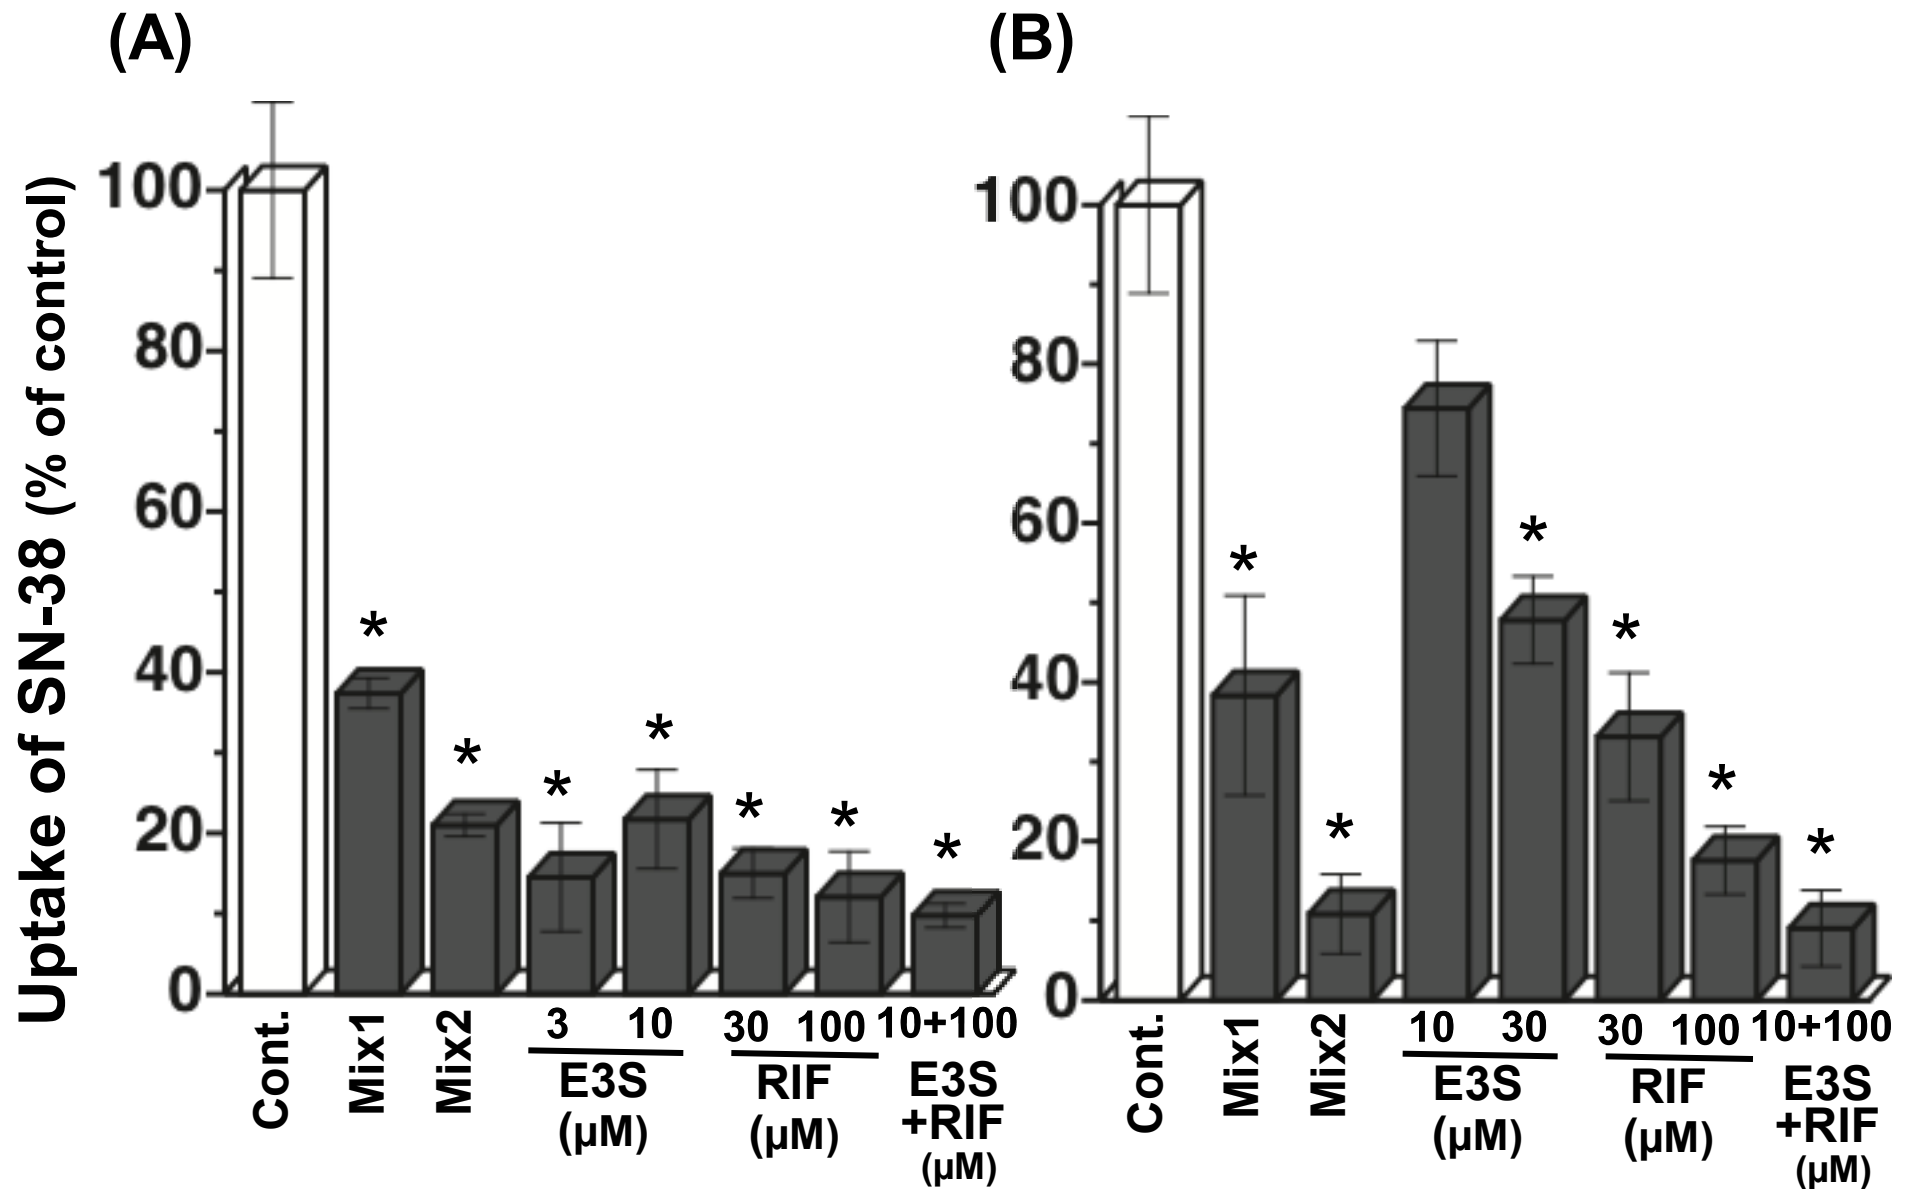 (A)
(B)
Uptake of SN-38 (% of control)
100
80
60
40
20
0
*
*
*
*
*
*
*
Cont.
Mix1
Mix2
3 10
E3S
(µM)
30 100
RIF
(µM)
10+100
E3S
+RIF
(µM)
100
80
60
40
20
0
*
*
*
*
*
*
Cont.
Mix1
Mix2
10 30
E3S
(µM)
30 100
RIF
(µM)
10+100
E3S
+RIF
(µM)